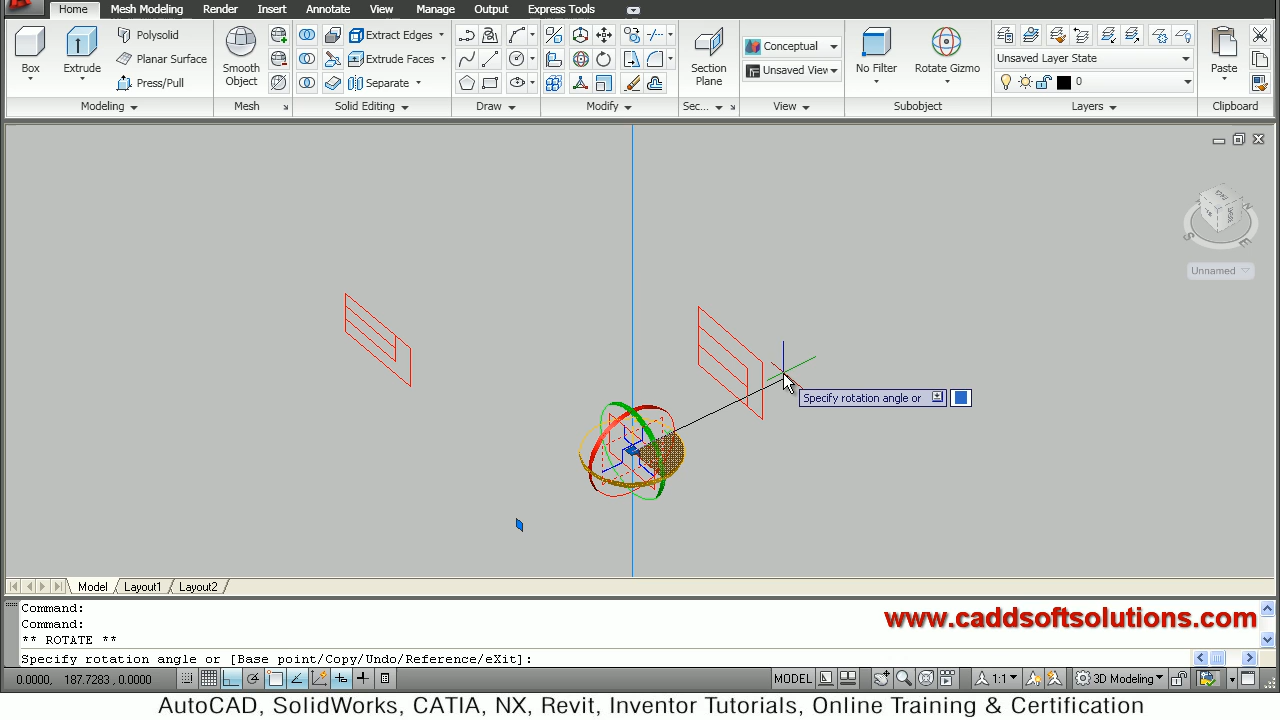 Home Mesh Modeling Render Insert Annotate View Manage Output Express Tools
Box
Extrude
Polysolid
Planar Surface
Press/Pull
Modeling
Smooth
Object
Mesh
Extract Edges
Extrude Faces
Separate
Solid Editing
Draw
Modify
Section
Plane
Sec...
Conceptual
Unsaved View
View
No Filter
Rotate Gizmo
Subobject
Unsaved Layer State
0
Layers
Paste
Clipboard
Unnamed
Specify rotation angle or
Model Layout1 Layout2
Command:
Command:
** ROTATE **
Specify rotation angle or [Base point/Copy/Undo/Reference/eXit]:
www.caddsoftsolutions.com
0.0000, 187.7283 , 0.0000
MODEL
1:1
3D Modeling
AutoCAD, SolidWorks, CATIA, NX, Revit, Inventor Tutorials, Online Training & Certification